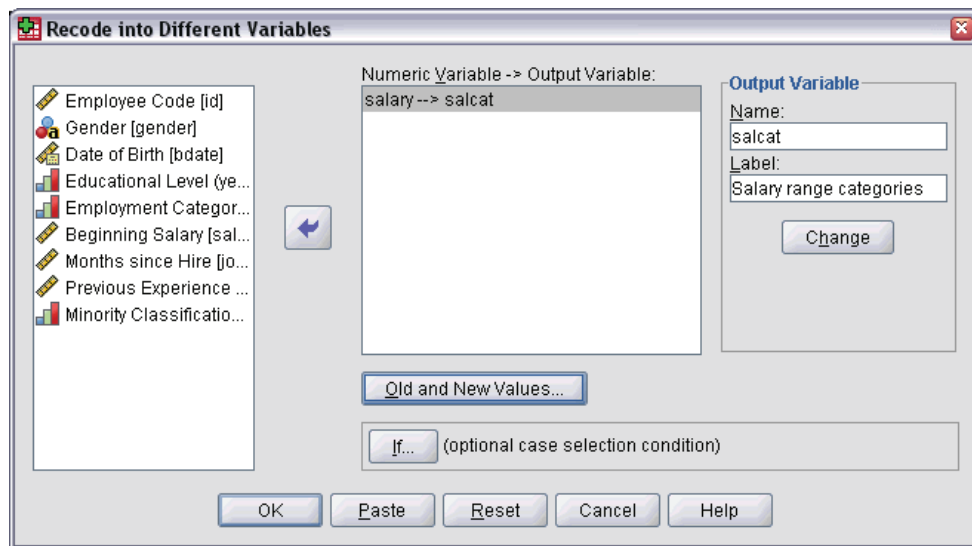 Recode into Different Variables
Employee Code [id]
Gender [gender]
Date of Birth [bdate]
Educational Level (ye...
Employment Categor...
Beginning Salary [sal...
Months since Hire [jo...
Previous Experience ...
Minority Classificatio...
Numeric Variable -> Output Variable:
salary --> salcat
Output Variable
Name:
salcat
Label:
Salary range categories
Change
Old and New Values...
If... (optional case selection condition)
OK Paste Reset Cancel Help